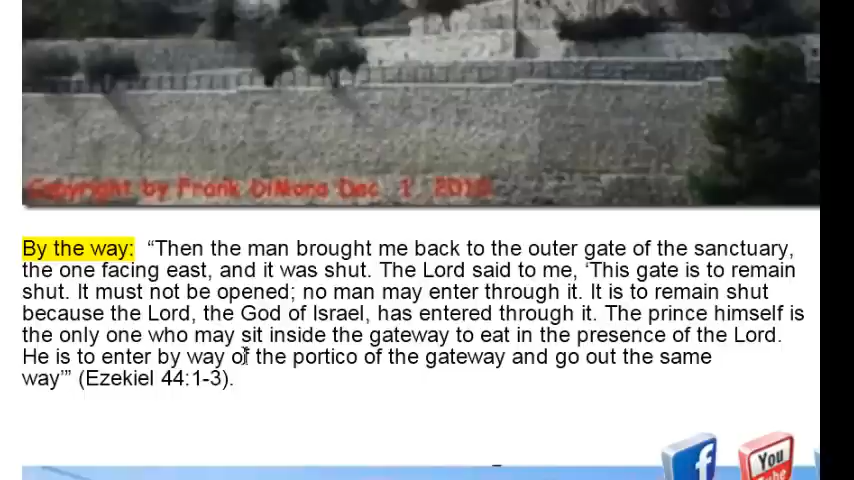 Copyright by Frank DiMora Dec 1 2010
By the way: “Then the man brought me back to the outer gate of the sanctuary,
the one facing east, and it was shut. The Lord said to me, ‘This gate is to remain
shut. It must not be opened; no man may enter through it. It is to remain shut
because the Lord, the God of Israel, has entered through it. The prince himself is
the only one who may sit inside the gateway to eat in the presence of the Lord.
He is to enter by way of the portico of the gateway and go out the same
way’” (Ezekiel 44:1-3).
f
You
Tube